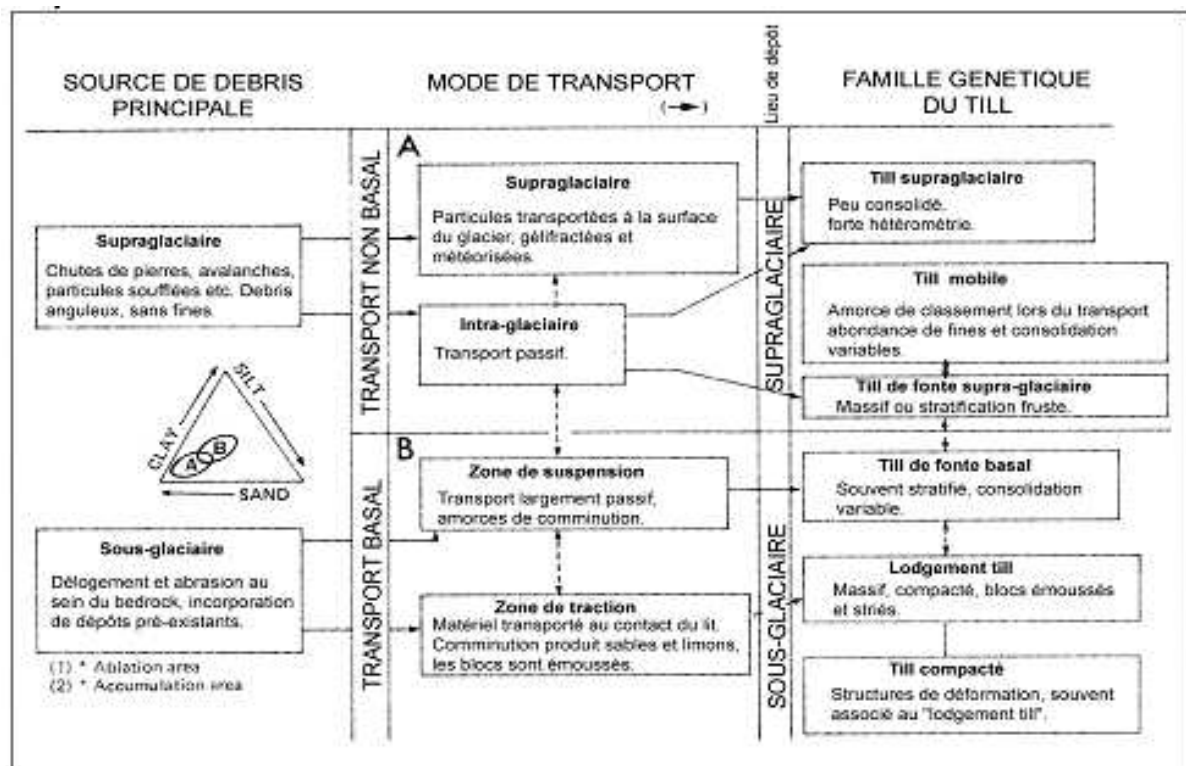 SOURCE DE DEBRIS
PRINCIPALE
MODE DE TRANSPORT
Lieu de dépôt
FAMILLE GENETIQUE
DU TILL
TRANSPORT NON BASAL
TRANSPORT BASAL
SUPRAGLACIAIRE
SOUS-GLACIAIRE
Supraglaciaire
Chutes de pierres, avalanches,
particules soufflées etc. Debris
anguleux, sans fines.
CLAY
SILT
SAND
A
B
Sous-glaciaire
Délogement et abrasion au
sein du bedrock, incorporation
de dépôts pré-existants.
(1) * Ablation area
(2) * Accumulation area
A
Supraglaciaire
Particules transportées à la surface
du glacier, gélifractées et
météorisées.
Intra-glaciaire
Transport passif.
B
Zone de suspension
Transport largement passif,
amorces de comminution.
Zone de traction
Matériel transporté au contact du lit.
Comminution produit sables et limons,
les blocs sont émoussés.
Till supraglaciaire
Peu consolidé.
forte hétérométrie.
Till mobile
Amorce de classement lors du transport
abondance de fines et consolidation
variables.
Till de fonte supra-glaciaire
Massif ou stratification fruste.
Till de fonte basal
Souvent stratifié, consolidation
variable.
Lodgement till
Massif, compacté, blocs émoussés
et striés.
Till compacté
Structures de déformation, souvent
associé au "lodgement till".